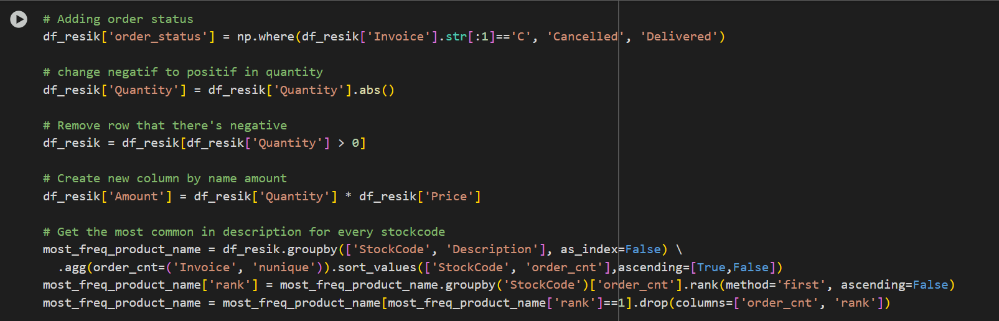 # Adding order status
df_resik['order_status'] = np.where(df_resik['Invoice'].str[:1]=='C', 'Cancelled', 'Delivered')
# change negatif to positif in quantity
df_resik['Quantity'] = df_resik['Quantity'].abs()
# Remove row that there's negative
df_resik = df_resik[df_resik['Quantity'] > 0]
# Create new column by name amount
df_resik['Amount'] = df_resik['Quantity'] * df_resik['Price']
# Get the most common in description for every stockcode
most_freq_product_name = df_resik.groupby(['StockCode', 'Description'], as_index=False) \
  .agg(order_cnt=('Invoice', 'nunique')).sort_values(['StockCode', 'order_cnt'],ascending=[True,False])
most_freq_product_name['rank'] = most_freq_product_name.groupby('StockCode')['order_cnt'].rank(method='first', ascending=False)
most_freq_product_name = most_freq_product_name[most_freq_product_name['rank']==1].drop(columns=['order_cnt', 'rank'])